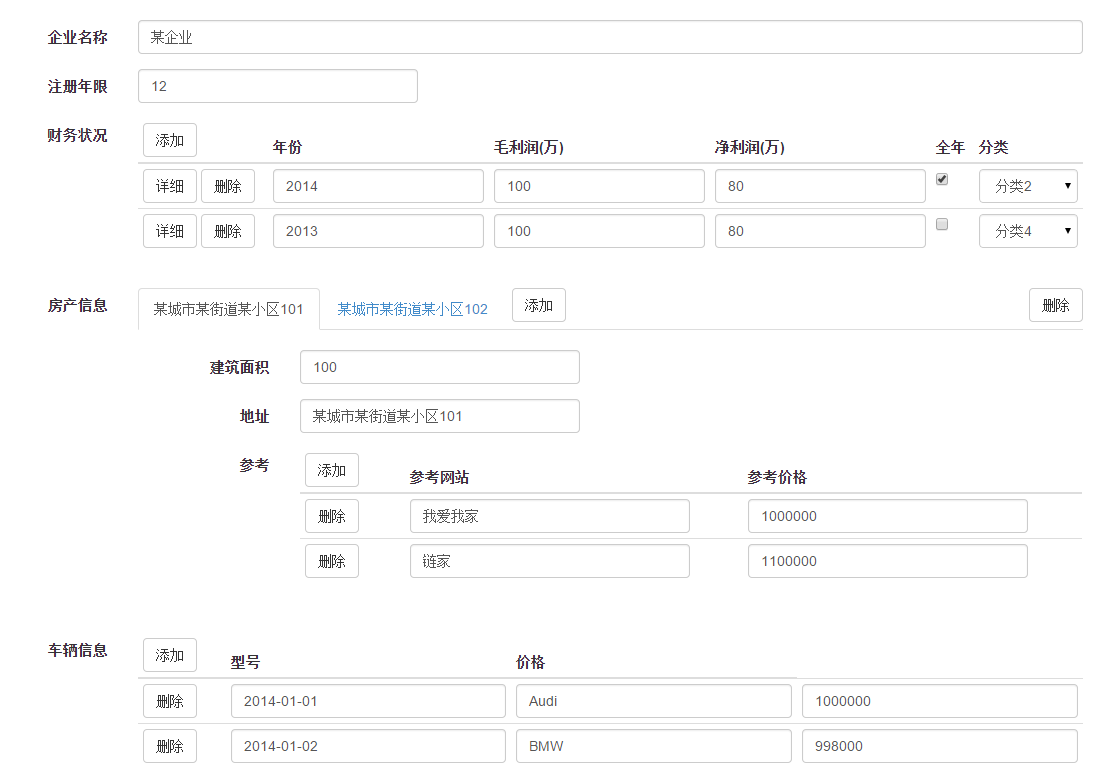 企业名称 某企业
注册年限 12
财务状况 添加 年份 毛利润(万) 净利润(万) 全年 分类
详细 删除 2014 100 80 分类2
详细 删除 2013 100 80 分类4
房产信息 某城市某街道某小区101 某城市某街道某小区102 添加 删除
建筑面积 100
地址 某城市某街道某小区101
参考 添加 参考网站 参考价格
删除 我爱我家 1000000
删除 链家 1100000
车辆信息 添加 型号 价格
删除 2014-01-01 Audi 1000000
删除 2014-01-02 BMW 998000